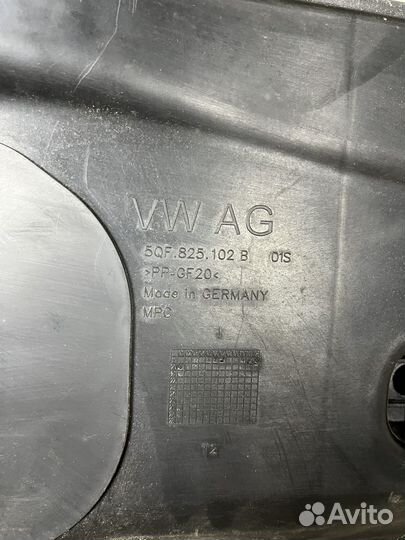 VW AG
5QF.825.102 B 01S
>PP-GF20<
Made in GERMANY
MPC
12
Avito